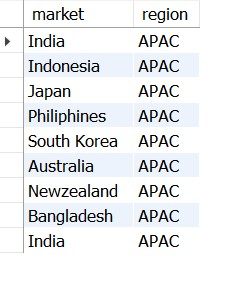 market region
India APAC
Indonesia APAC
Japan APAC
Philiphines APAC
South Korea APAC
Australia APAC
Newzealand APAC
Bangladesh APAC
India APAC